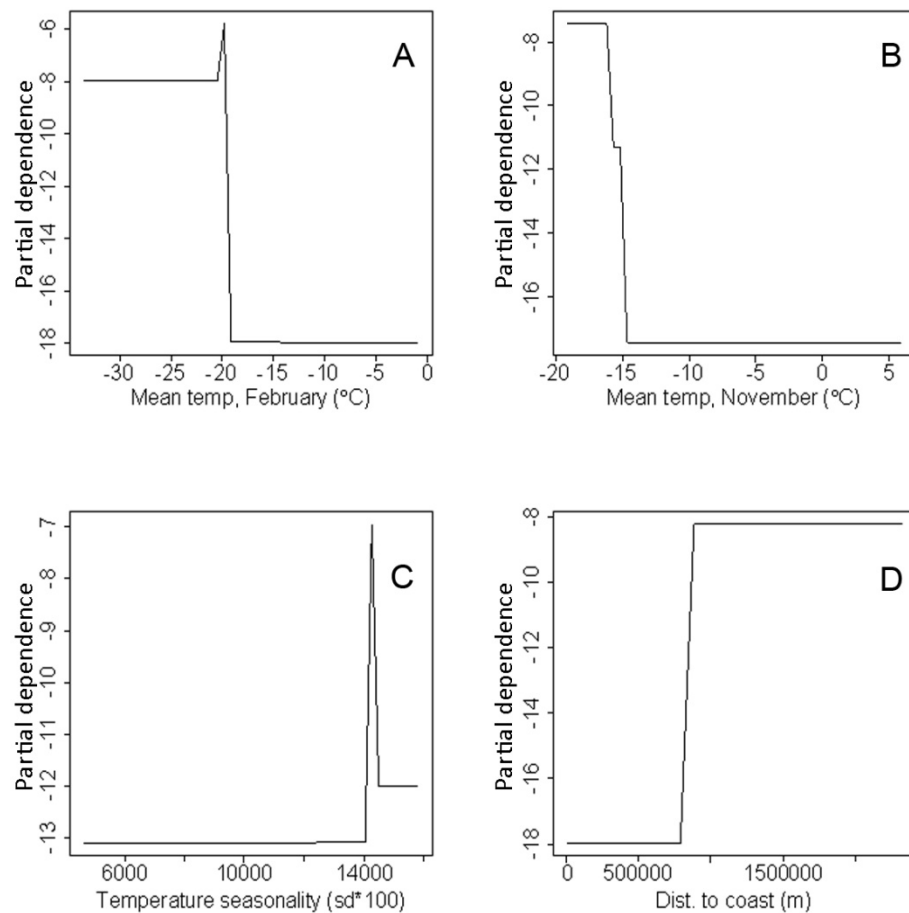 A
Partial dependence
-6
-8
-10
-12
-14
-16
-18
-30 -25 -20 -15 -10 -5 0
Mean temp, February (°C)
B
Partial dependence
-8
-10
-12
-14
-16
-20 -15 -10 -5 0 5
Mean temp, November (°C)
C
Partial dependence
-7
-8
-9
-10
-11
-12
-13
6000 10000 14000
Temperature seasonality (sd*100)
D
Partial dependence
-8
-10
-12
-14
-16
-18
0 500000 1500000
Dist. to coast (m)